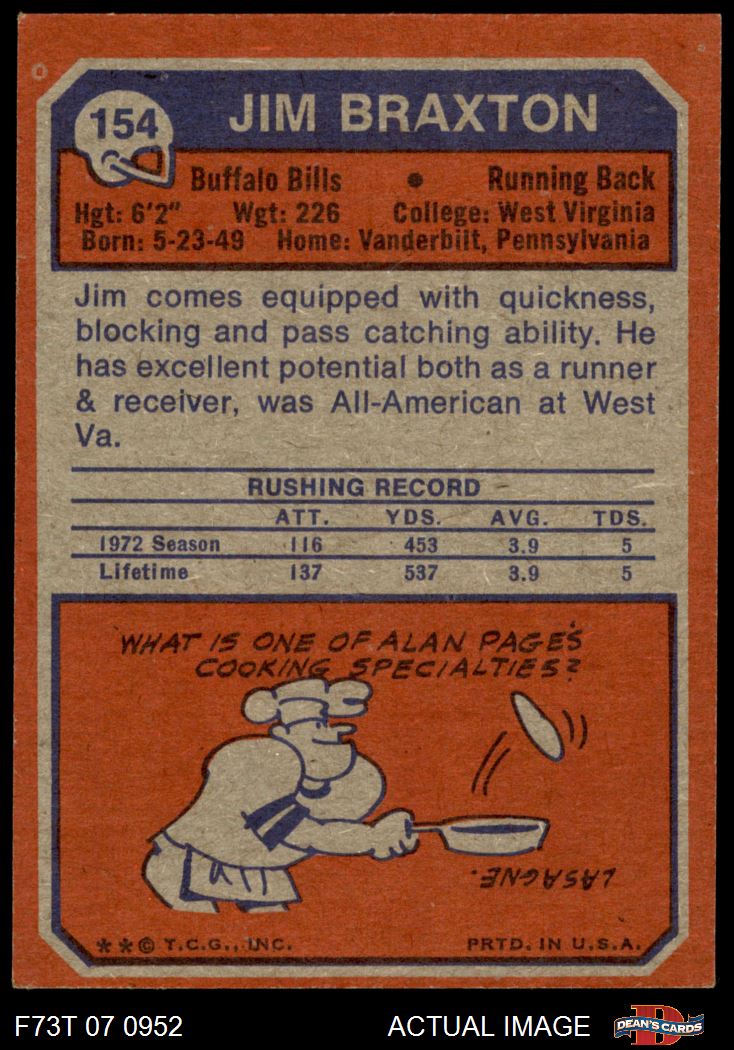 154 JIM BRAXTON
Buffalo Bills • Running Back
Hgt: 6'2" Wgt: 226 College: West Virginia
Born: 5-23-49 Home: Vanderbilt, Pennsylvania
Jim comes equipped with quickness,
blocking and pass catching ability. He
has excellent potential both as a runner
& receiver, was All-American at West
Va.
RUSHING RECORD
ATT. YDS. AVG. TDS.
1972 Season 116 453 3.9 5
Lifetime 137 537 3.9 5
WHAT IS ONE OF ALAN PAGE'S
COOKING SPECIALTIES?
LASAGNE.
**© T.C.G., INC. PRTD. IN U.S.A.
F73T 07 0952 ACTUAL IMAGE D DEAN'S CARDS